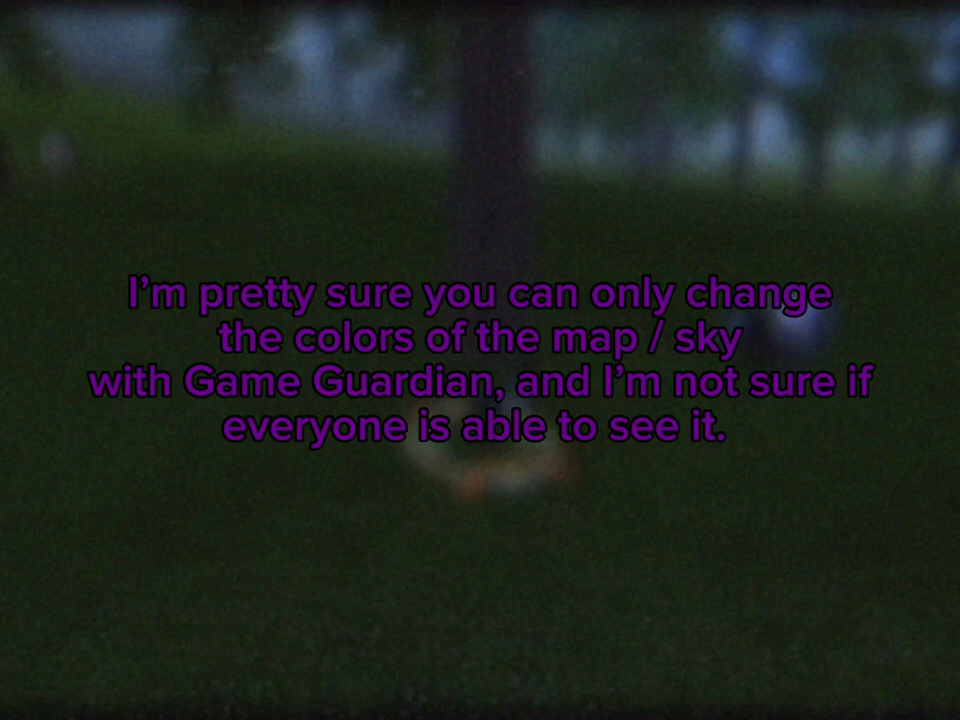 I’m pretty sure you can only change
the colors of the map / sky
with Game Guardian, and I’m not sure if
everyone is able to see it.